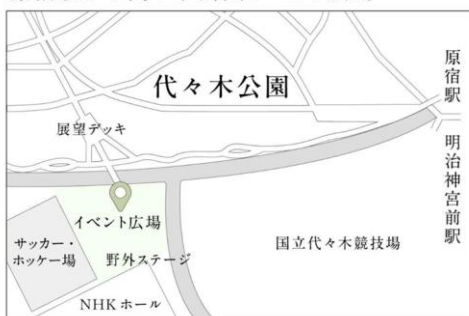 代々木公園
原宿駅
明治神宮前駅
展望デッキ
イベント広場
サッカー・
ホッケー場
野外ステージ
国立代々木競技場
NHKホール